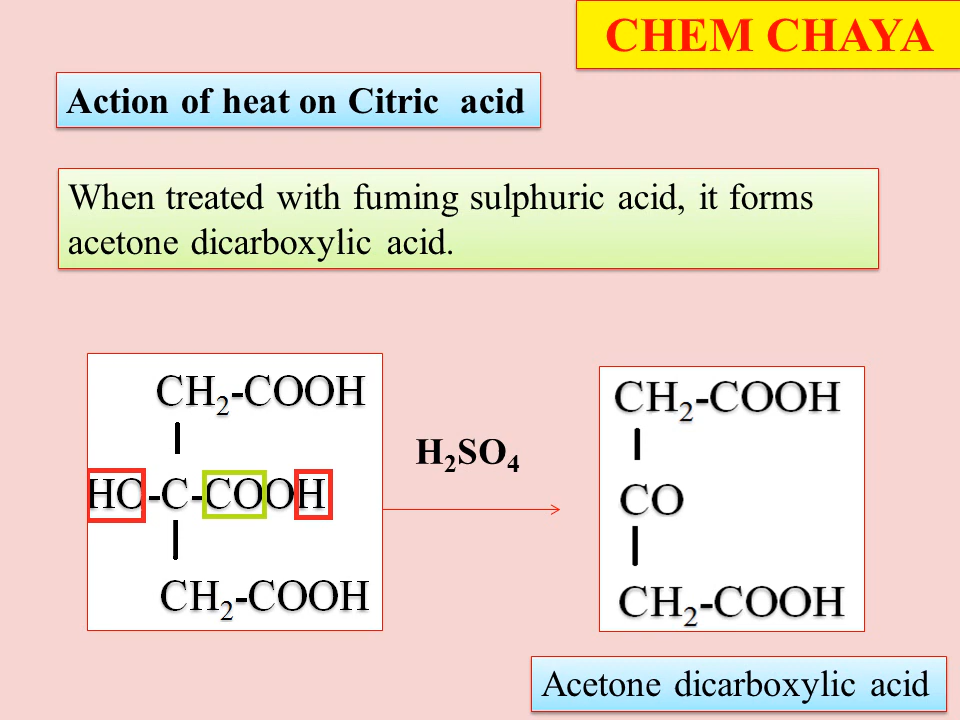 CHEM CHAYA
Action of heat on Citric acid
When treated with fuming sulphuric acid, it forms
acetone dicarboxylic acid.
CH₂-COOH
HO-C-COOH
CH₂-COOH
H₂SO₄
CH₂-COOH
CO
CH₂-COOH
Acetone dicarboxylic acid